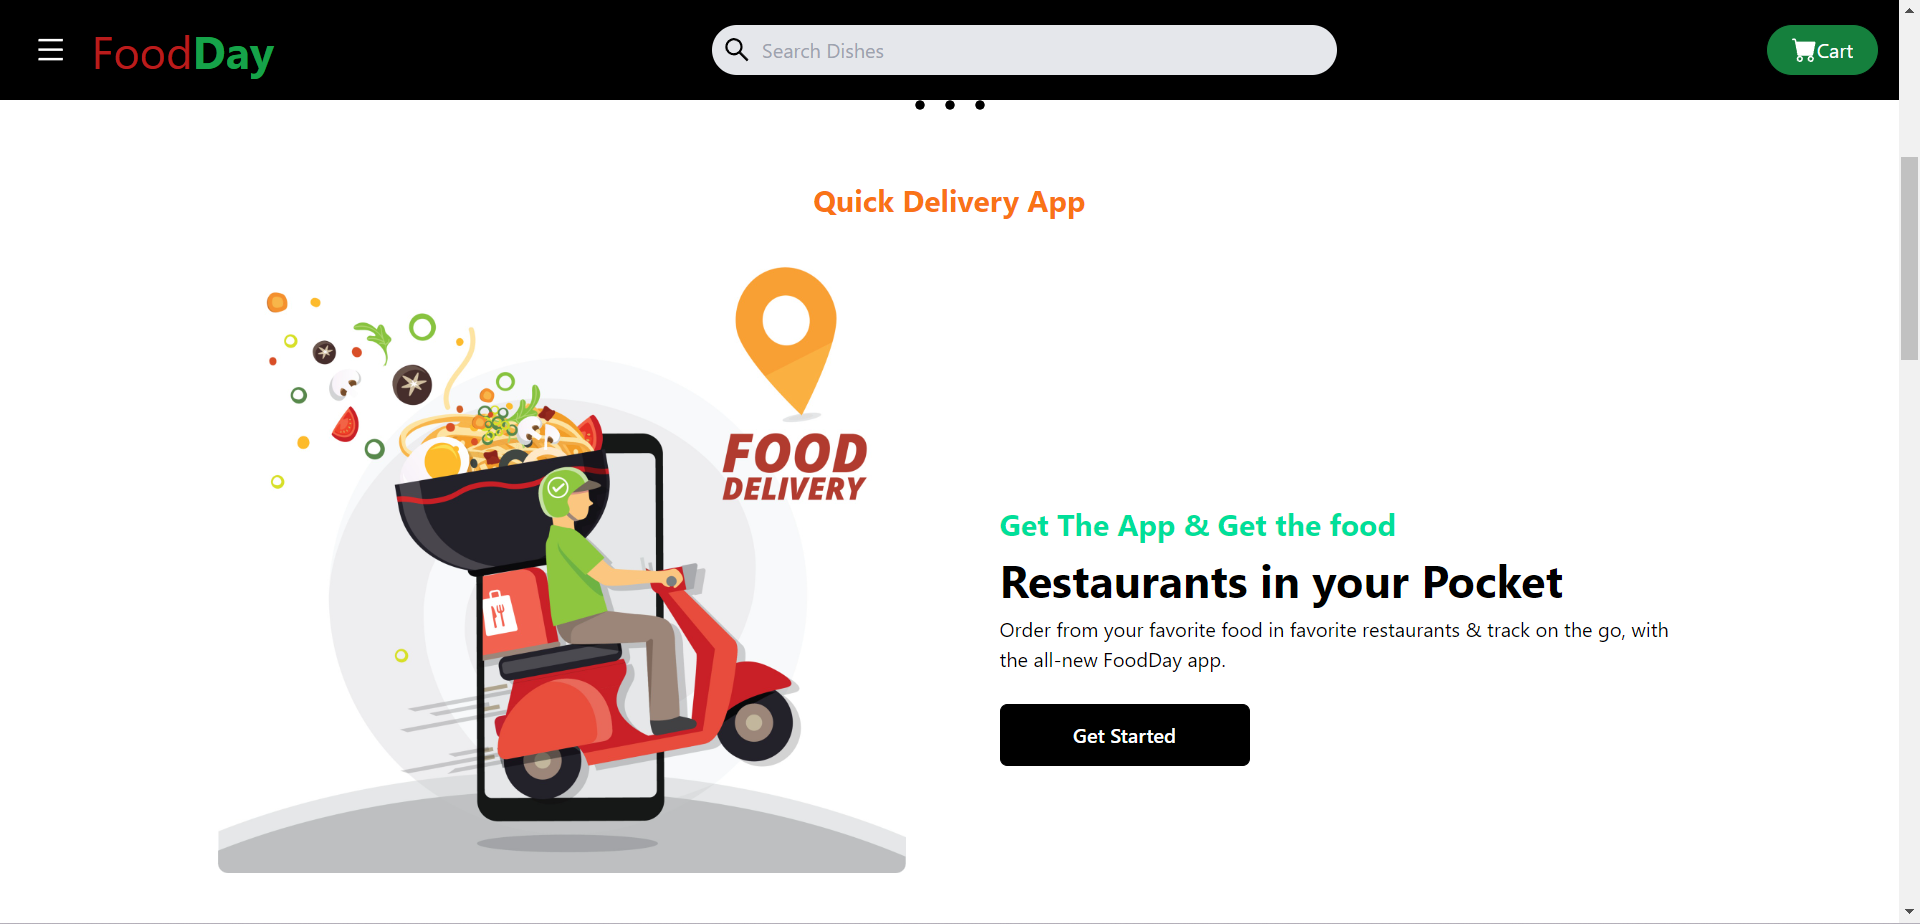 FoodDay
Search Dishes
Cart
Quick Delivery App
FOOD
DELIVERY
Get The App & Get the food
Restaurants in your Pocket
Order from your favorite food in favorite restaurants & track on the go, with
the all-new FoodDay app.
Get Started